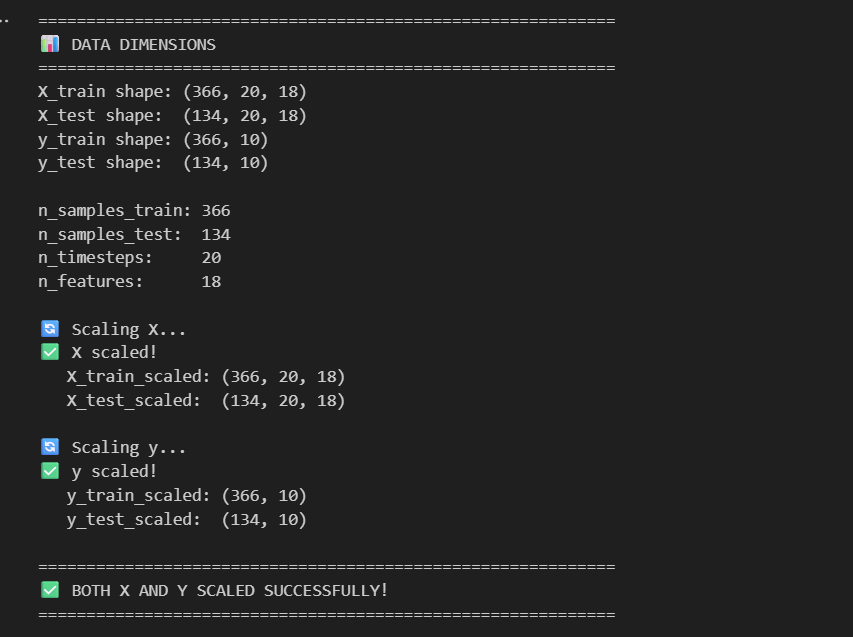 ============================================================
📊 DATA DIMENSIONS
============================================================
X_train shape: (366, 20, 18)
X_test shape:  (134, 20, 18)
y_train shape: (366, 10)
y_test shape:  (134, 10)

n_samples_train: 366
n_samples_test:  134
n_timesteps:     20
n_features:      18

🔄 Scaling X...
✅ X scaled!
   X_train_scaled: (366, 20, 18)
   X_test_scaled:  (134, 20, 18)

🔄 Scaling y...
✅ y scaled!
   y_train_scaled: (366, 10)
   y_test_scaled:  (134, 10)

============================================================
✅ BOTH X AND Y SCALED SUCCESSFULLY!
============================================================